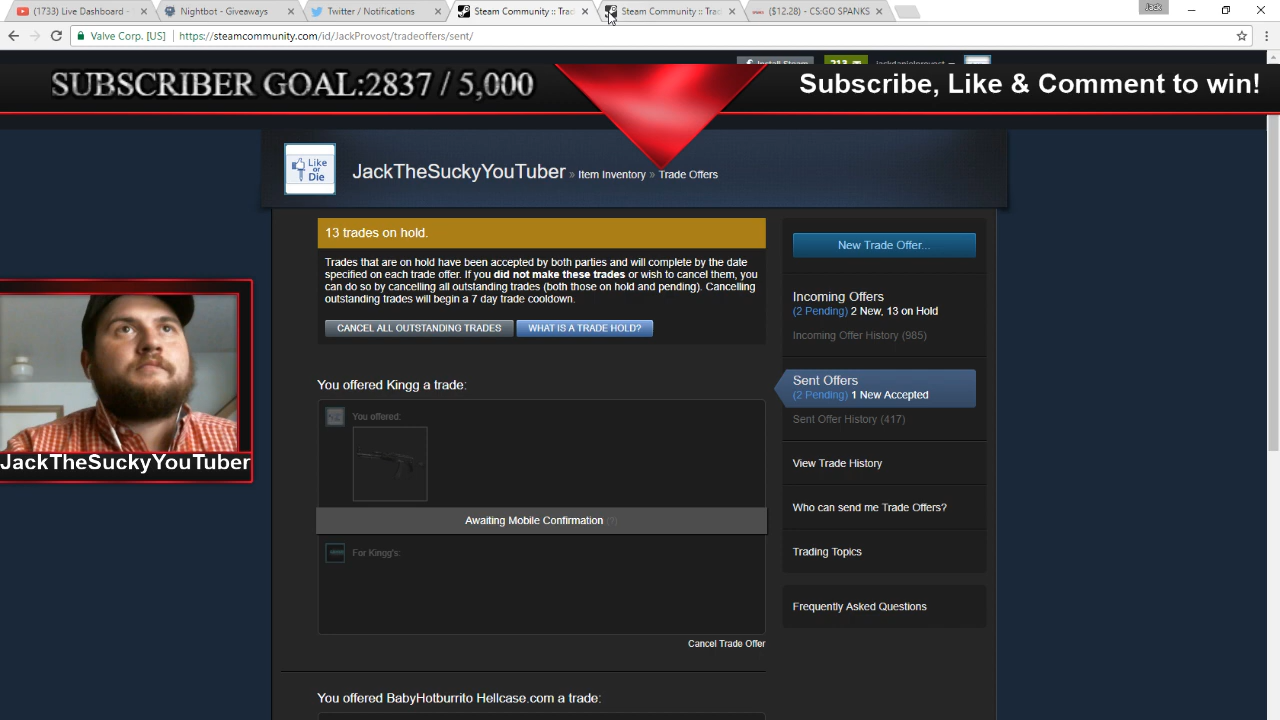 (1733) Live Dashboard -
Nightbot - Giveaways
Twitter / Notifications
Steam Community :: Tra
Steam Community :: Tra
($12.28) - CS:GO SPANKS
Jack
Valve Corp. [US]
https://steamcommunity.com/id/JackProvost/tradeoffers/sent/
Install Steam
213
jackdanielprovost
SUBSCRIBER GOAL:2837 / 5,000
Subscribe, Like & Comment to win!
Like
or
Die
JackTheSuckyYouTuber » Item Inventory » Trade Offers
13 trades on hold.
Trades that are on hold have been accepted by both parties and will complete by the date
specified on each trade offer. If you did not make these trades or wish to cancel them, you
can do so by cancelling all outstanding trades (both those on hold and pending). Cancelling
outstanding trades will begin a 7 day trade cooldown.
CANCEL ALL OUTSTANDING TRADES
WHAT IS A TRADE HOLD?
New Trade Offer...
Incoming Offers
(2 Pending) 2 New, 13 on Hold
Incoming Offer History (985)
Sent Offers
(2 Pending) 1 New Accepted
Sent Offer History (417)
View Trade History
Who can send me Trade Offers?
Trading Topics
Frequently Asked Questions
You offered Kingg a trade:
You offered:
Awaiting Mobile Confirmation (?)
For Kingg's:
Cancel Trade Offer
You offered BabyHotburrito Hellcase.com a trade:
JackTheSuckyYouTuber